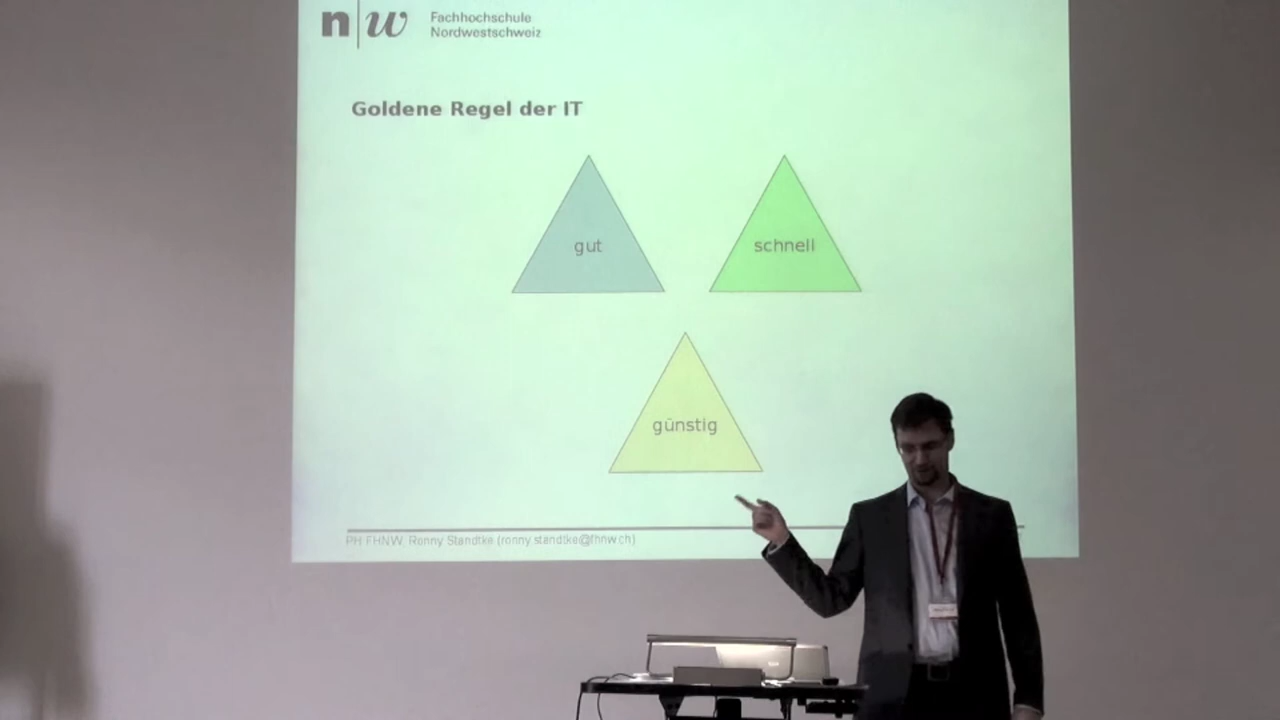 n w Fachhochschule
Nordwestschweiz
Goldene Regel der IT
gut
schnell
günstig
PH FHNW, Ronny Standtke (ronny.standtke@fhnw.ch)